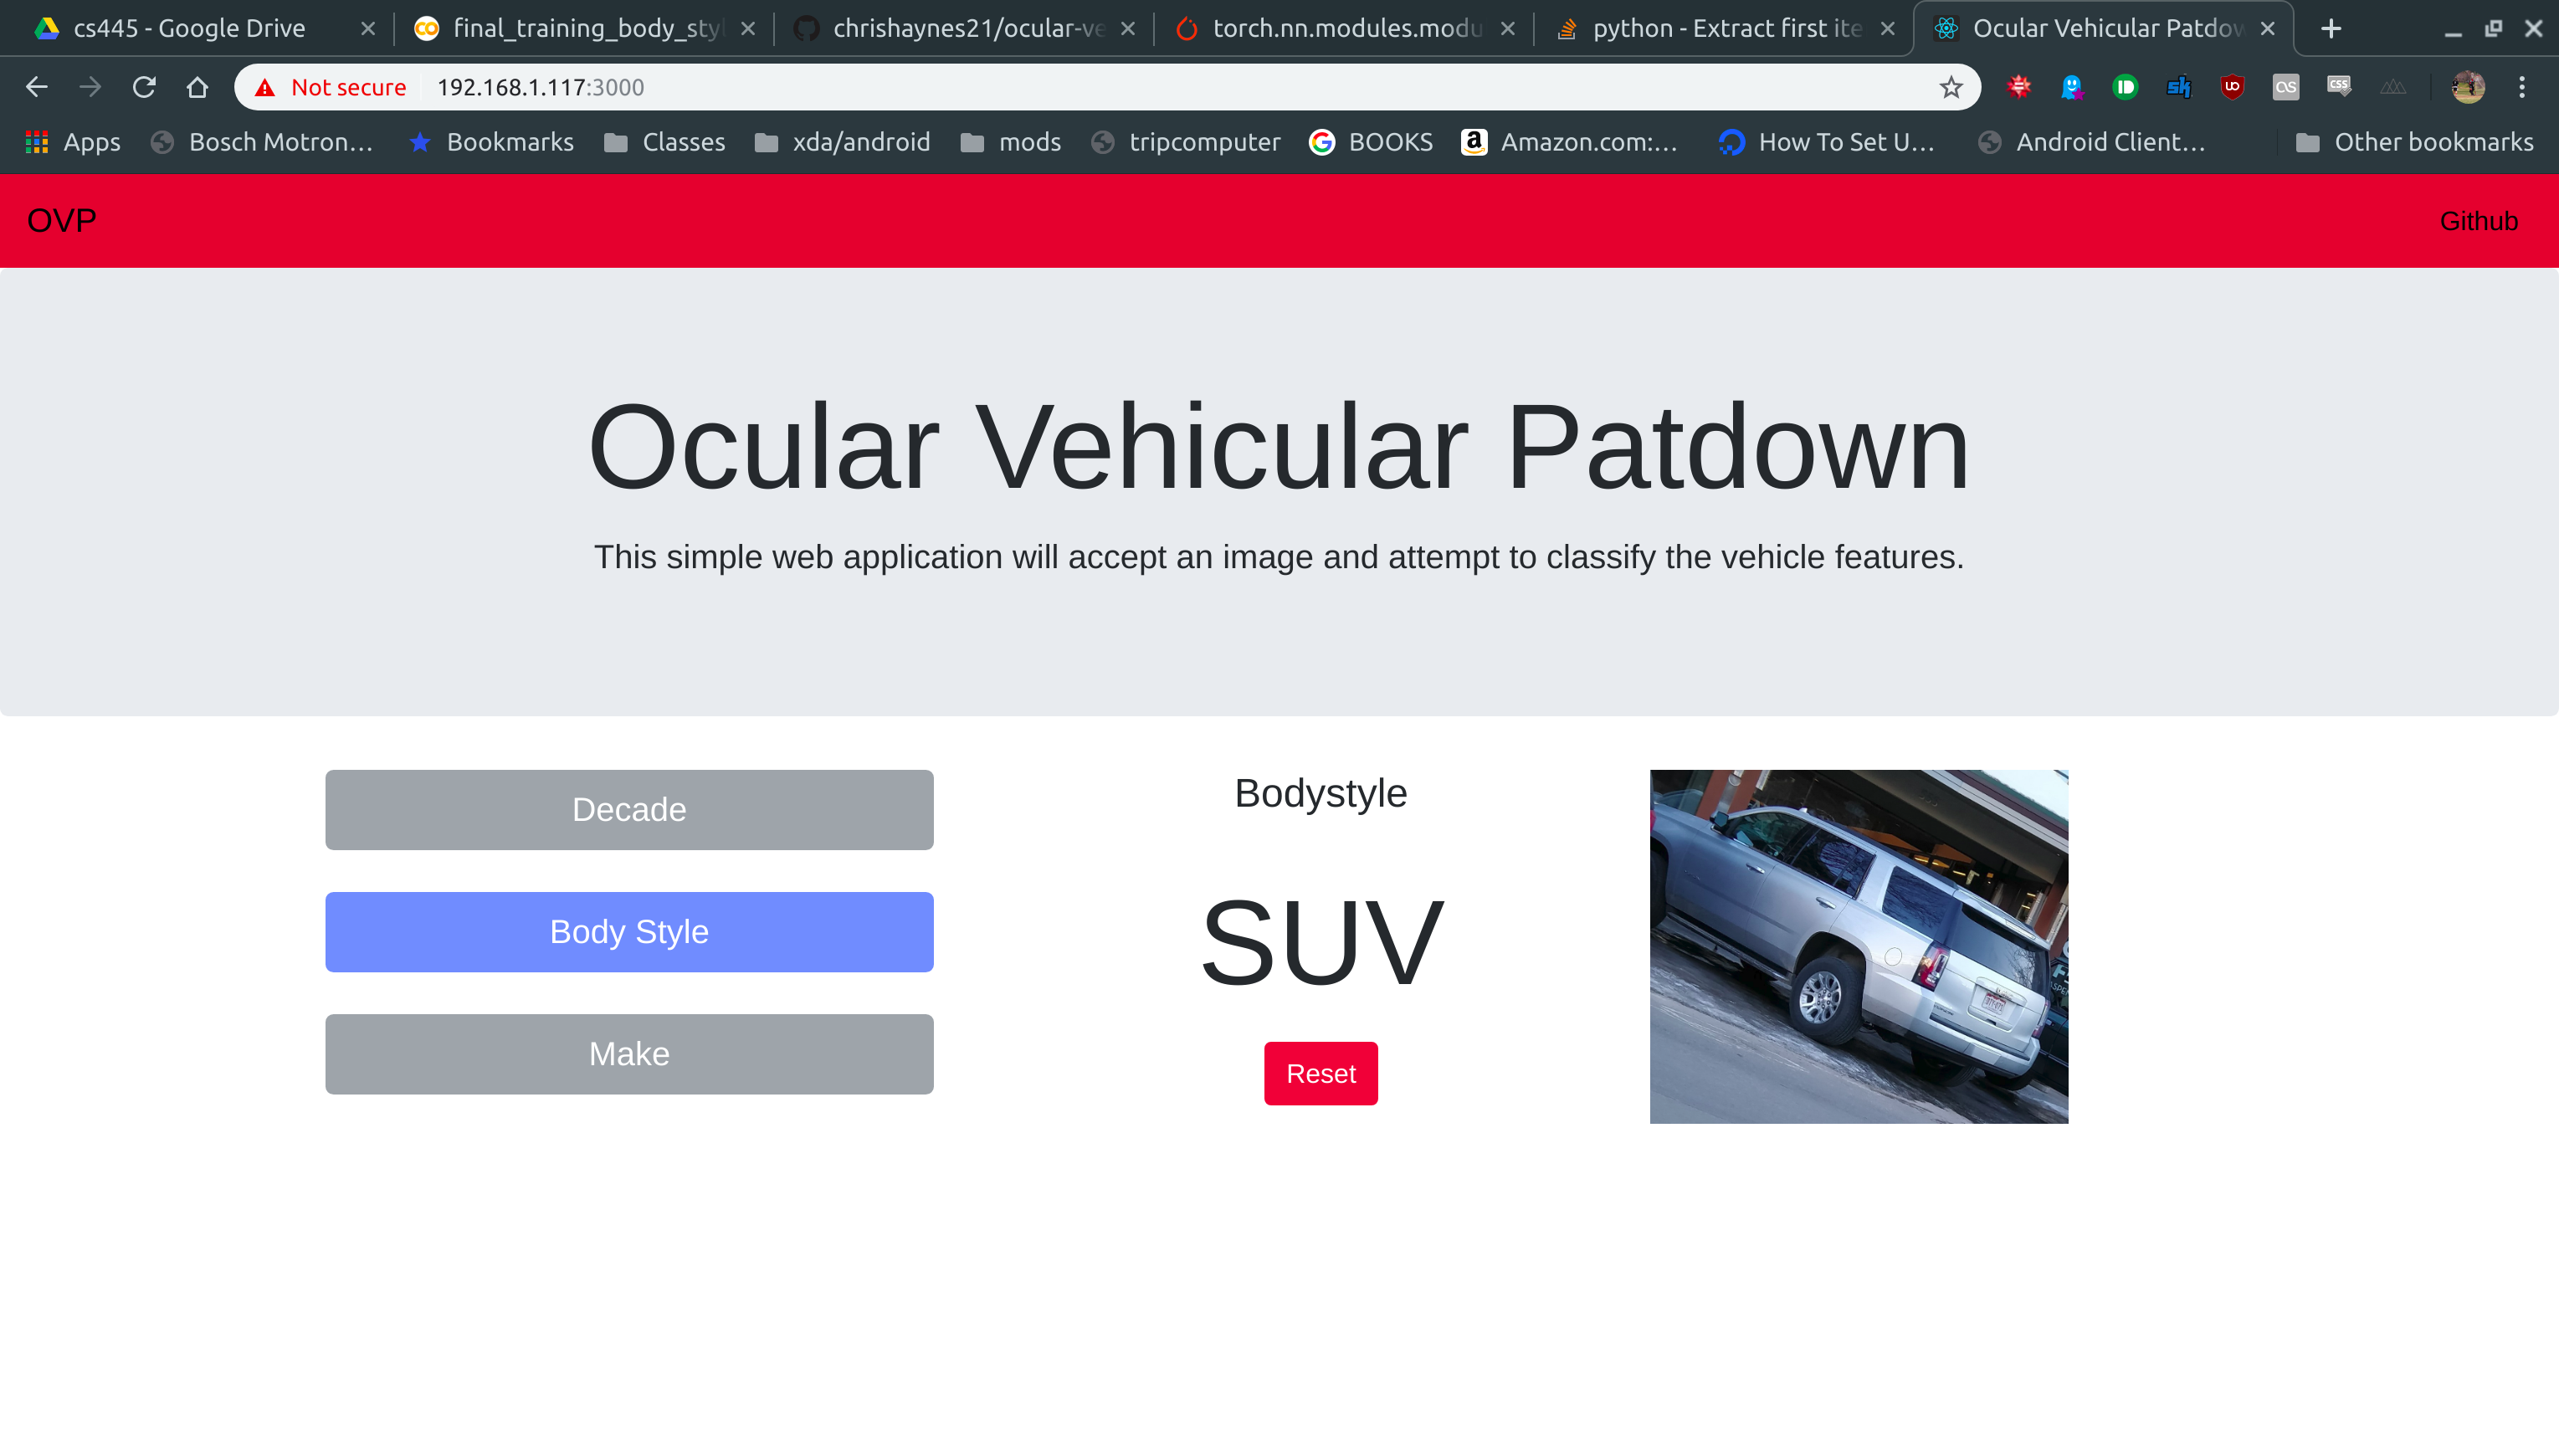 cs445 - Google Drive
final_training_body_styl
chrishaynes21/ocular-ve
torch.nn.modules.modu
python - Extract first ite
Ocular Vehicular Patdow
Not secure
192.168.1.117:3000
Apps
Bosch Motron...
Bookmarks
Classes
xda/android
mods
tripcomputer
BOOKS
Amazon.com:...
How To Set U...
Android Client...
Other bookmarks
OVP
Github
Ocular Vehicular Patdown
This simple web application will accept an image and attempt to classify the vehicle features.
Decade
Body Style
Make
Bodystyle
SUV
Reset